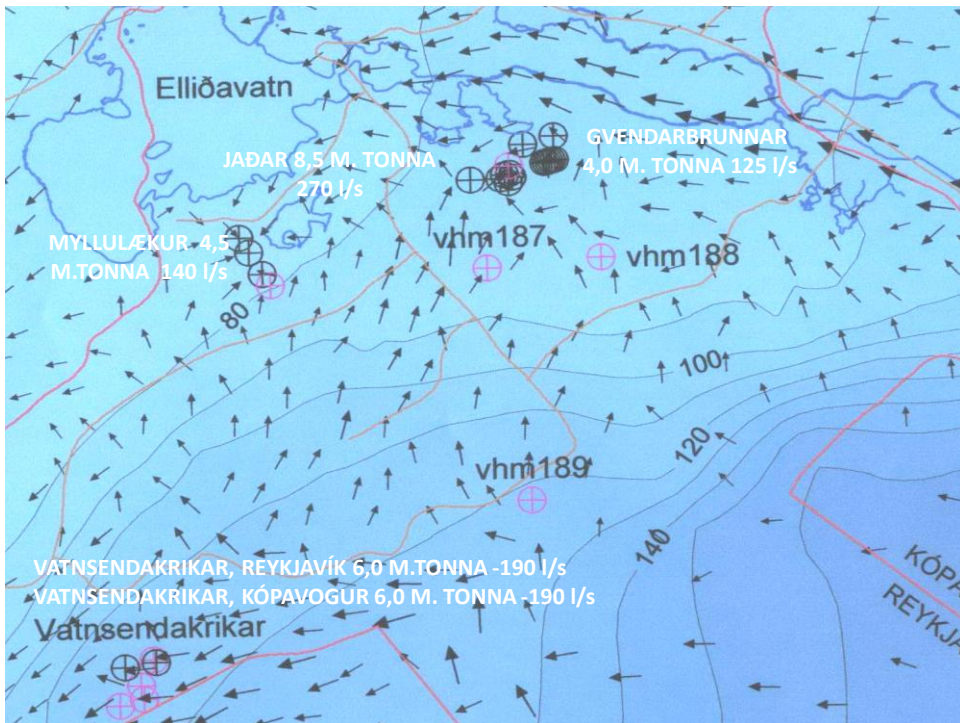 Elliðavatn
GVENDARBRUNNAR
4,0 M. TONNA 125 l/s
JAÐAR 8,5 M. TONNA
270 l/s
MYLLULÆKUR 4,5
M.TONNA 140 l/s
vhm187
vhm188
80
100
120
vhm189
140
VATNSENDAKRIKAR, REYKJAVÍK 6,0 M.TONNA -190 l/s
VATNSENDAKRIKAR, KÓPAVOGUR 6,0 M. TONNA -190 l/s
KÓPA
REYKJA
Vatnsendakrikar